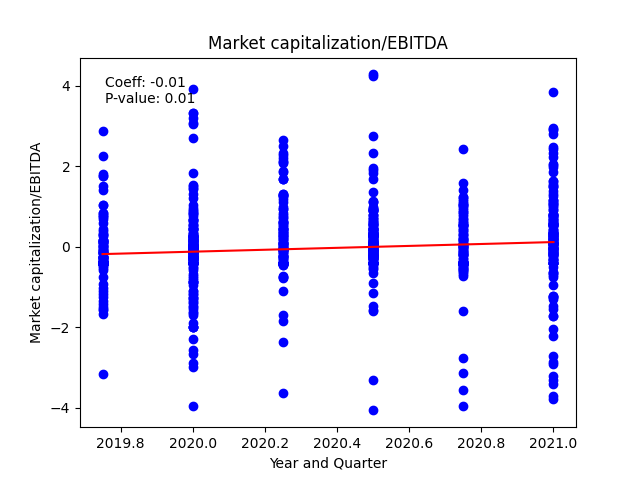 Market capitalization/EBITDA
Coeff: -0.01
P-value: 0.01
Market capitalization/EBITDA
4
2
0
−2
−4
2019.8 2020.0 2020.2 2020.4 2020.6 2020.8 2021.0
Year and Quarter